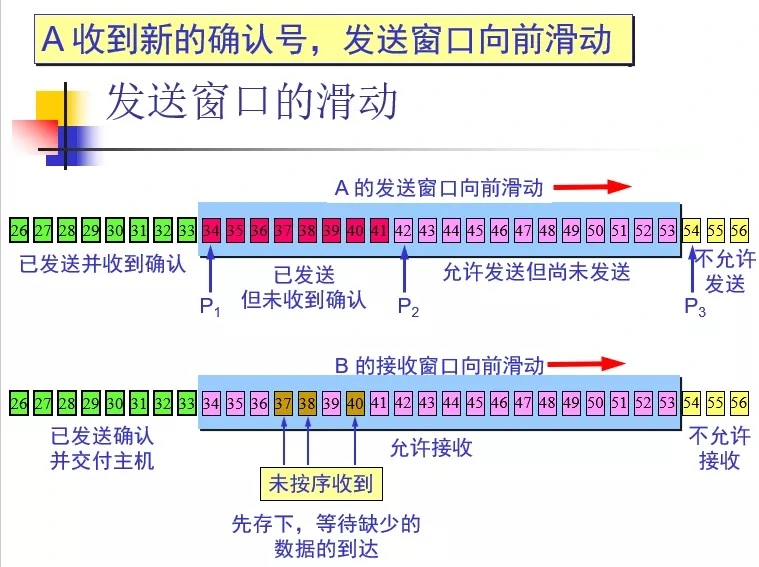 A 收到新的确认号，发送窗口向前滑动
发送窗口的滑动
A 的发送窗口向前滑动
26 27 28 29 30 31 32 33 34 35 36 37 38 39 40 41 42 43 44 45 46 47 48 49 50 51 52 53 54 55 56
已发送并收到确认
已发送
但未收到确认
允许发送但尚未发送
不允许
发送
P1 P2 P3
B 的接收窗口向前滑动
26 27 28 29 30 31 32 33 34 35 36 37 38 39 40 41 42 43 44 45 46 47 48 49 50 51 52 53 54 55 56
已发送确认
并交付主机
允许接收
不允许
接收
未按序收到
先存下，等待缺少的
数据的到达